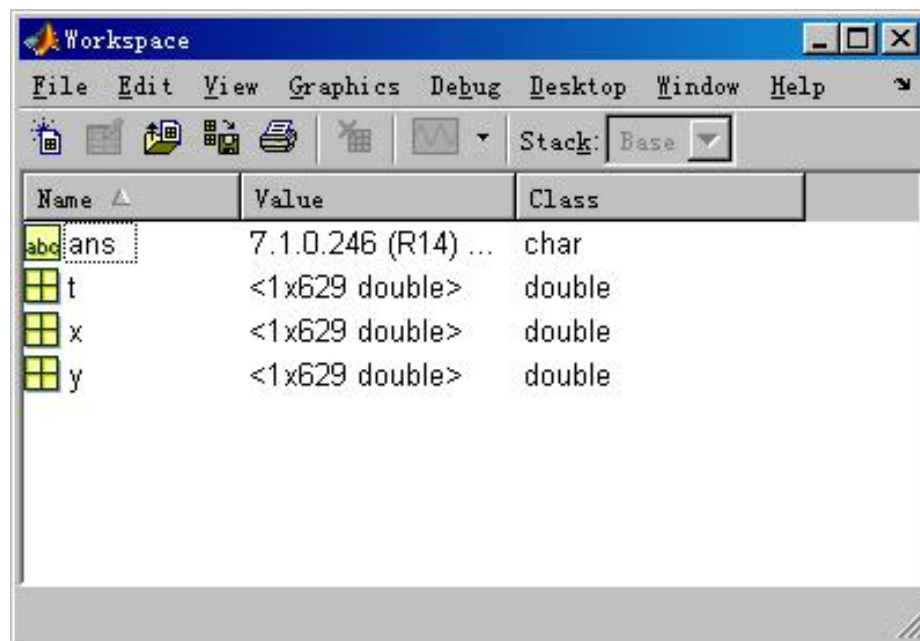 Workspace
File Edit View Graphics Debug Desktop Window Help
Stack: Base
Name Value Class
abc ans 7.1.0.246 (R14) ... char
t <1x629 double> double
x <1x629 double> double
y <1x629 double> double